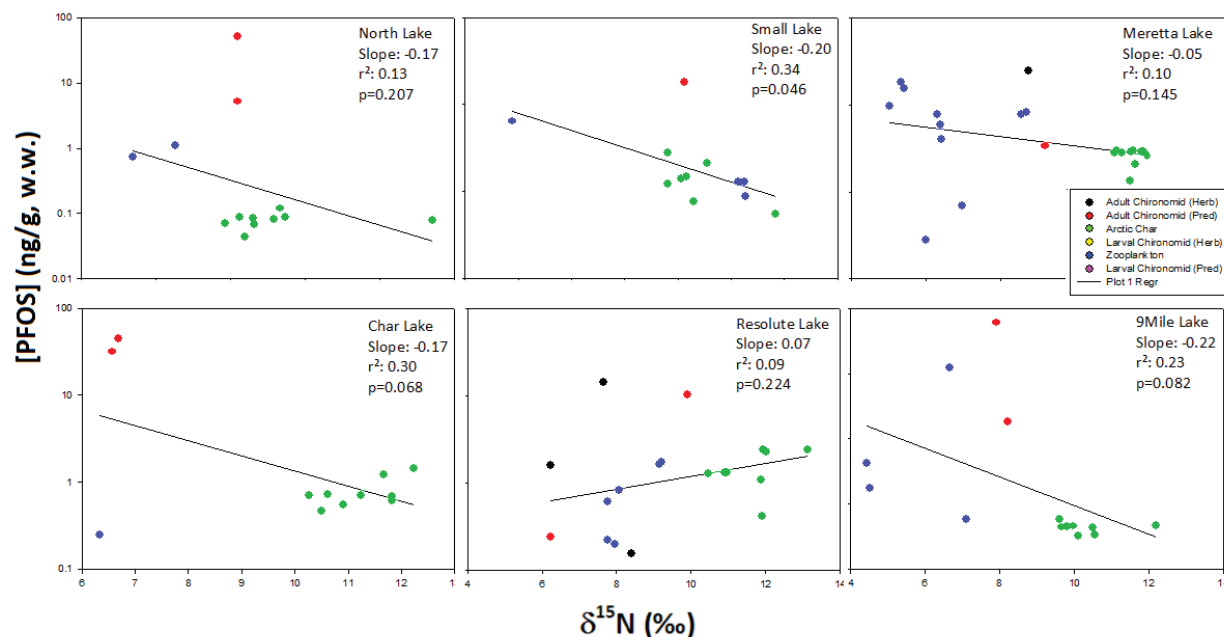 [PFOS] (ng/g, w.w.)
100
10
1
0.1
0.01
North Lake
Slope: -0.17
r²: 0.13
p=0.207
Small Lake
Slope: -0.20
r²: 0.34
p=0.046
Meretta Lake
Slope: -0.05
r²: 0.10
p=0.145
Adult Chironomid (Herb)
Adult Chironomid (Pred)
Arctic Char
Larval Chironomid (Herb)
Zooplankton
Larval Chironomid (Pred)
Plot 1 Regr
100
10
1
0.1
Char Lake
Slope: -0.17
r²: 0.30
p=0.068
Resolute Lake
Slope: 0.07
r²: 0.09
p=0.224
9Mile Lake
Slope: -0.22
r²: 0.23
p=0.082
6 7 8 9 10 11 12
6 8 10 12 14
4 6 8 10 12 14
δ¹⁵N (‰)